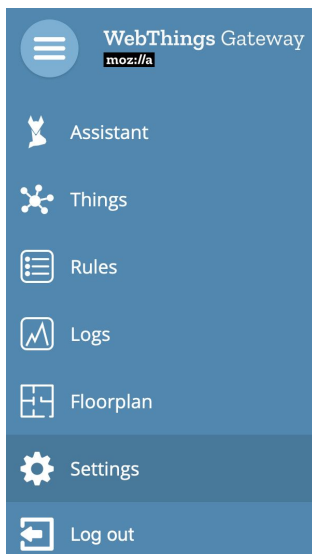 WebThings Gateway
moz://a
Assistant
Things
Rules
Logs
Floorplan
Settings
Log out